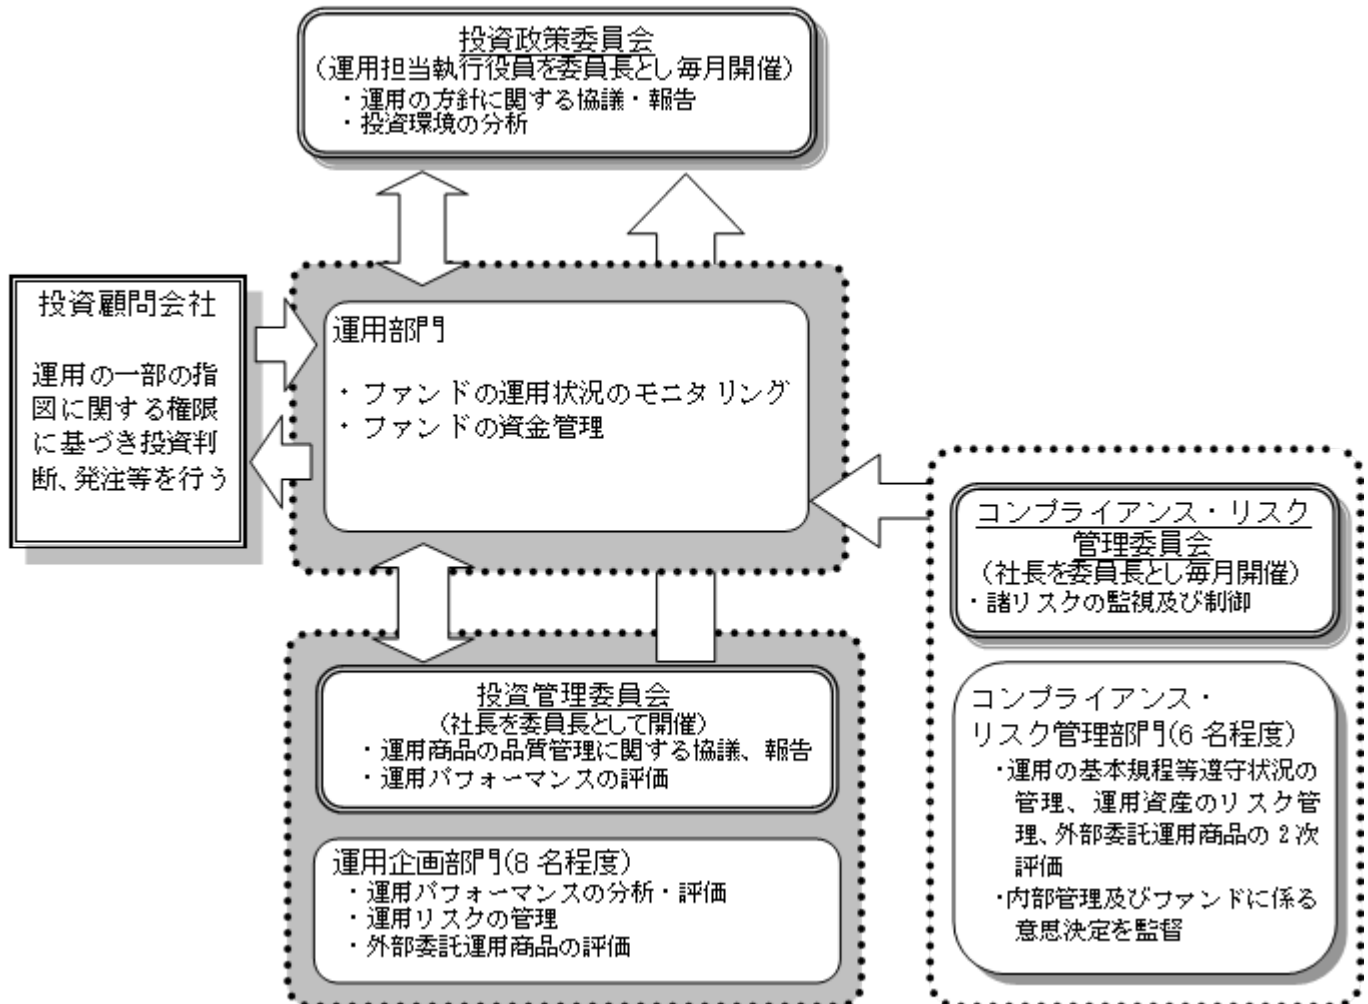 投資政策委員会
(運用担当執行役員を委員長とし毎月開催)
・運用の方針に関する協議・報告
・投資環境の分析
投資顧問会社
運用の一部の指
図に関する権限
に基づき投資判
断、発注等を行う
運用部門
・ファンドの運用状況のモニタリング
・ファンドの資金管理
コンプライアンス・リスク
管理委員会
(社長を委員長とし毎月開催)
・諸リスクの監視及び制御
投資管理委員会
(社長を委員長として開催)
・運用商品の品質管理に関する協議、報告
・運用パフォーマンスの評価
運用企画部門(8名程度)
・運用パフォーマンスの分析・評価
・運用リスクの管理
・外部委託運用商品の評価
コンプライアンス・
リスク管理部門(6名程度)
・運用の基本規程等遵守状況の
管理、運用資産のリスク管
理、外部委託運用商品の2次
評価
・内部管理及びファンドに係る
意思決定を監督